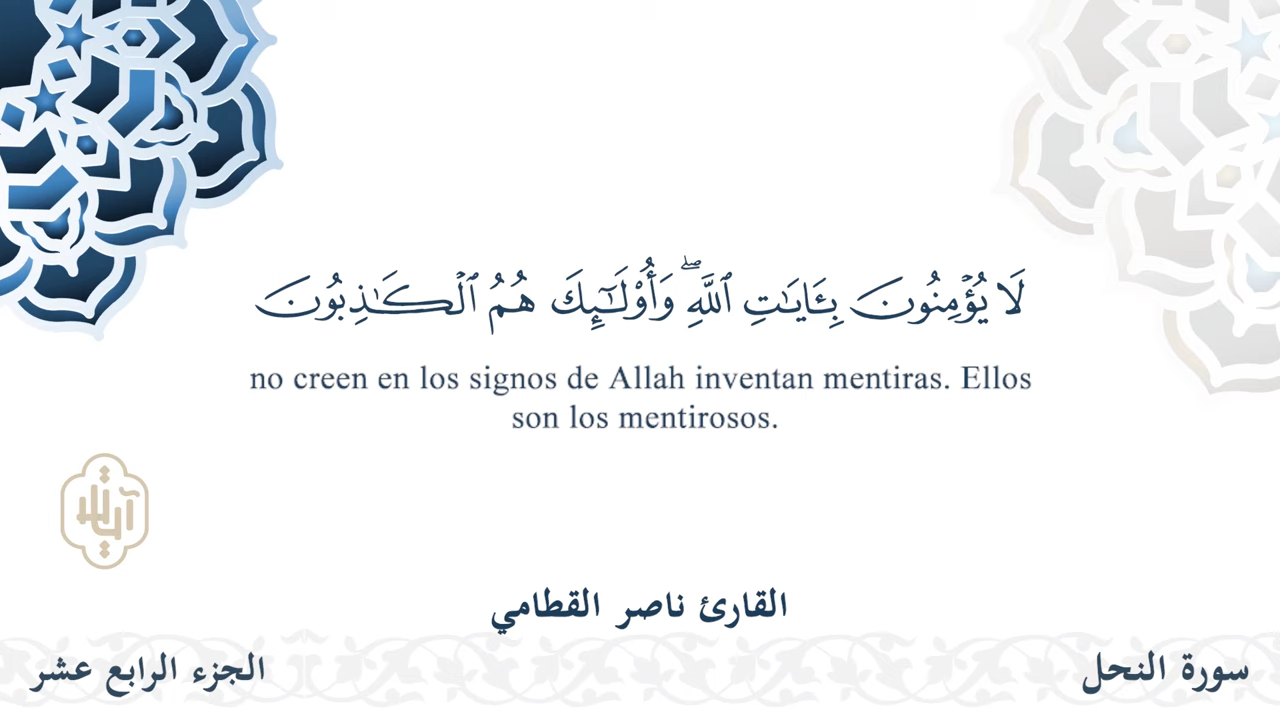 لَا يُؤۡمِنُونَ بِـَٔايَٰتِ ٱللَّهِۖ وَأُوْلَٰٓئِكَ هُمُ ٱلۡكَٰذِبُونَ
no creen en los signos de Allah inventan mentiras. Ellos
son los mentirosos.
القارئ ناصر القطامي
سورة النحل
الجزء الرابع عشر